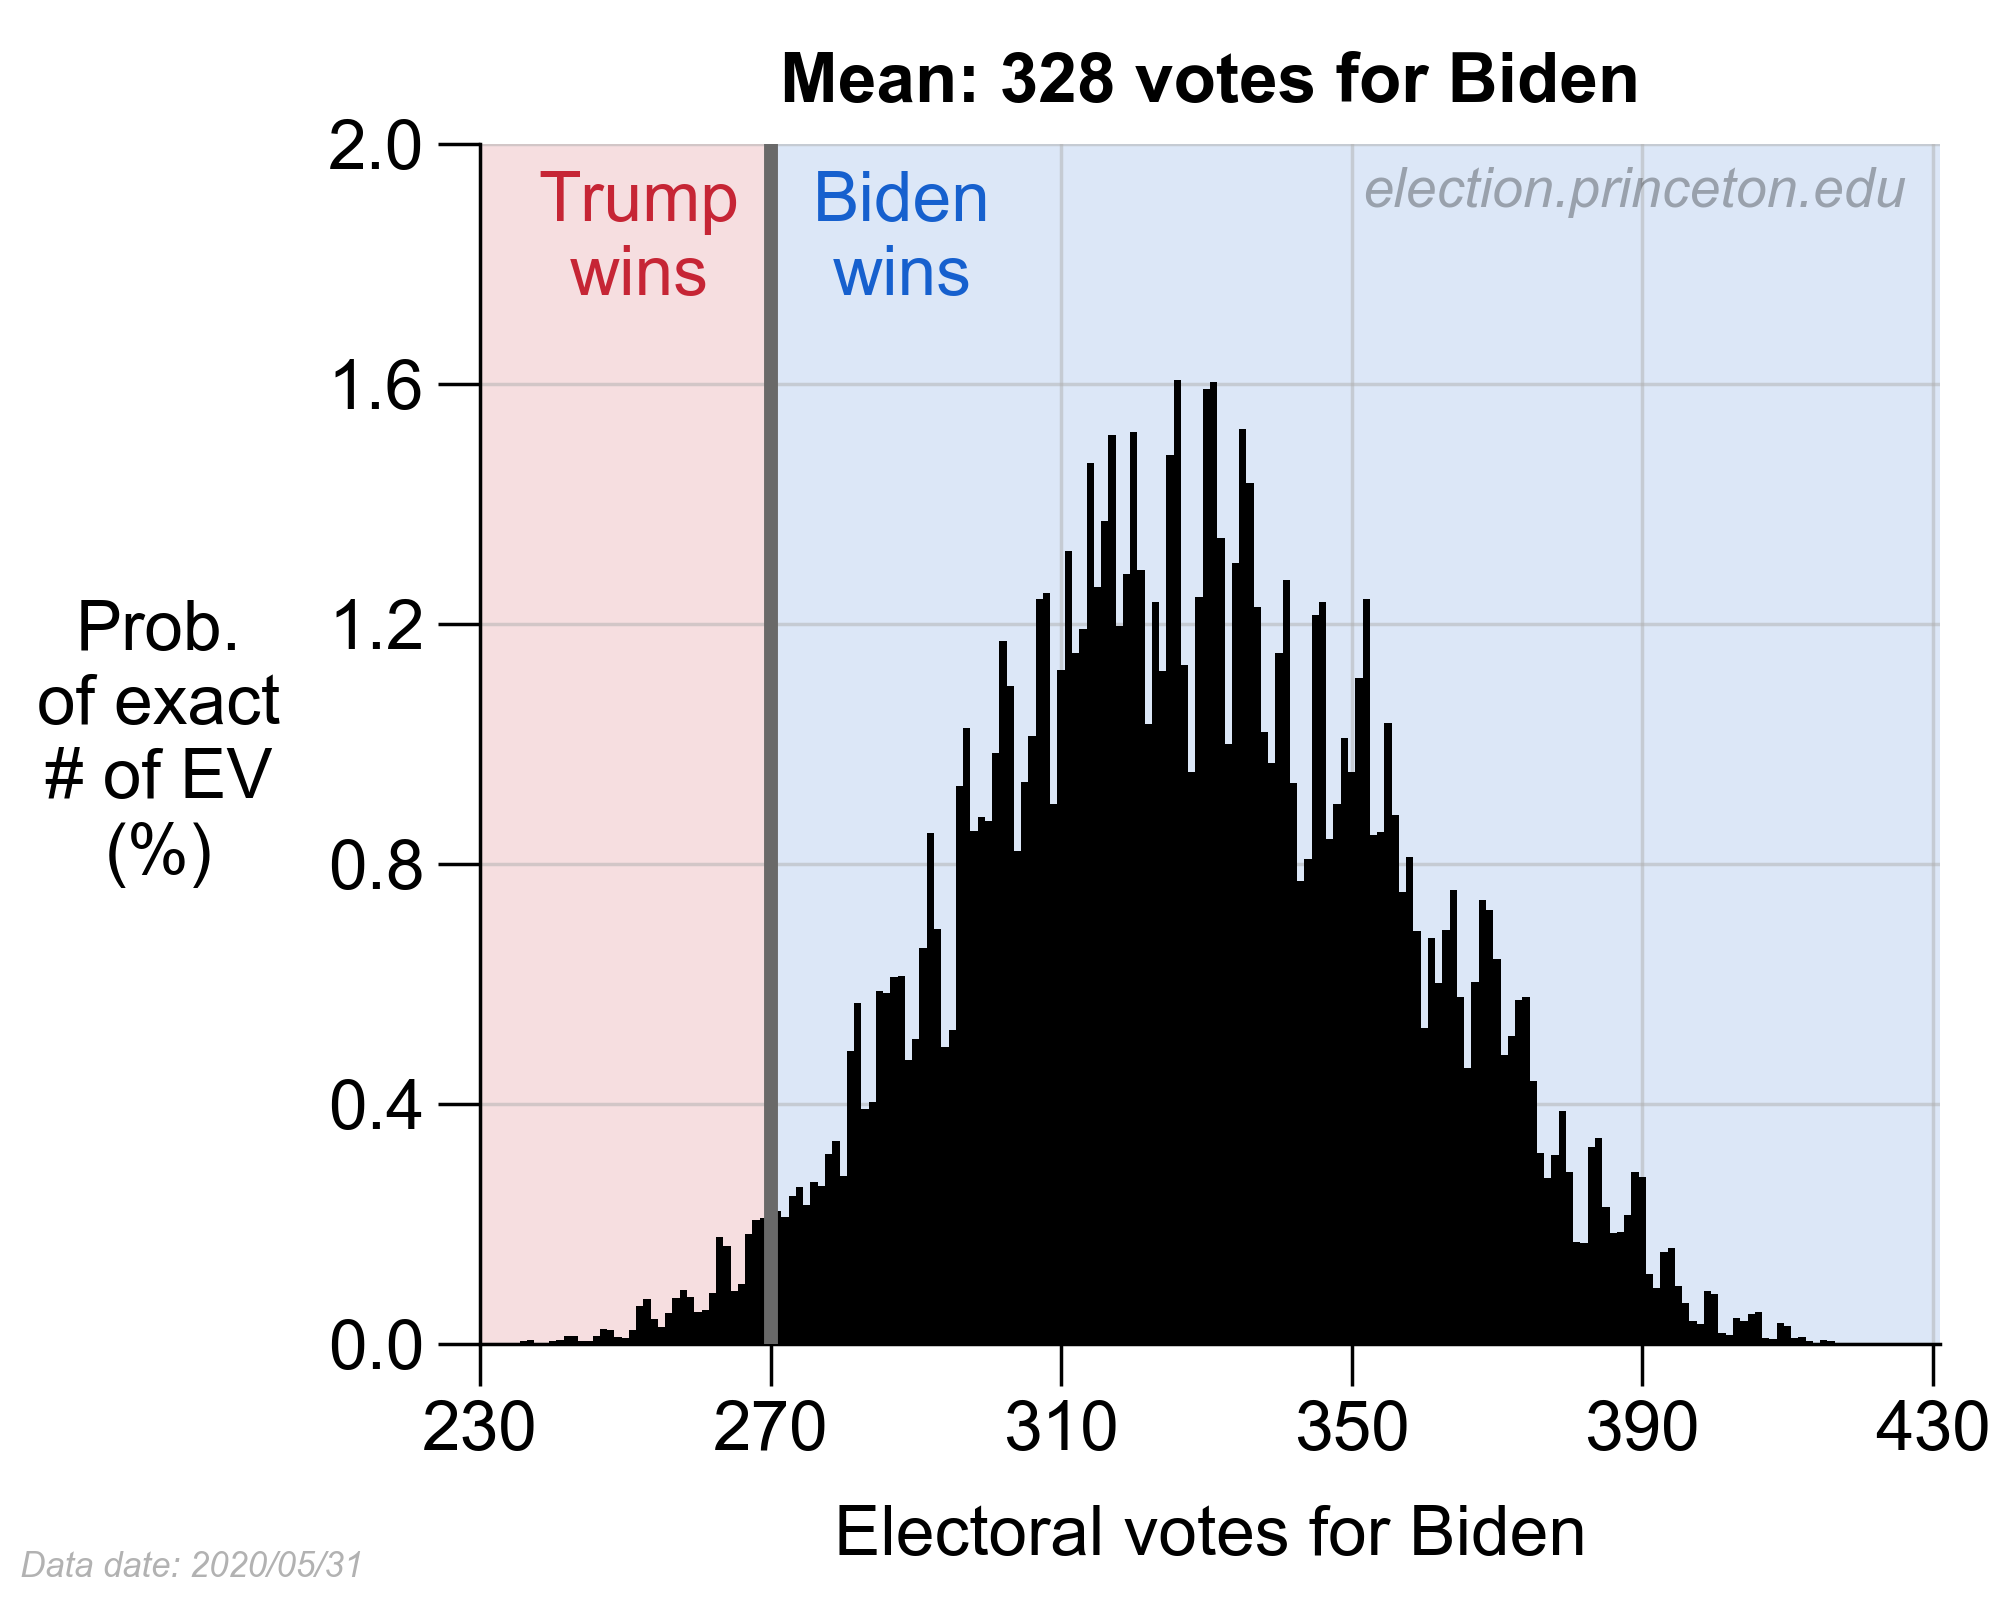 Mean: 328 votes for Biden
2.0
Trump
wins
Biden
wins
election.princeton.edu
1.6
1.2
Prob.
of exact
# of EV
(%)
0.8
0.4
0.0
230 270 310 350 390 430
Electoral votes for Biden
Data date: 2020/05/31